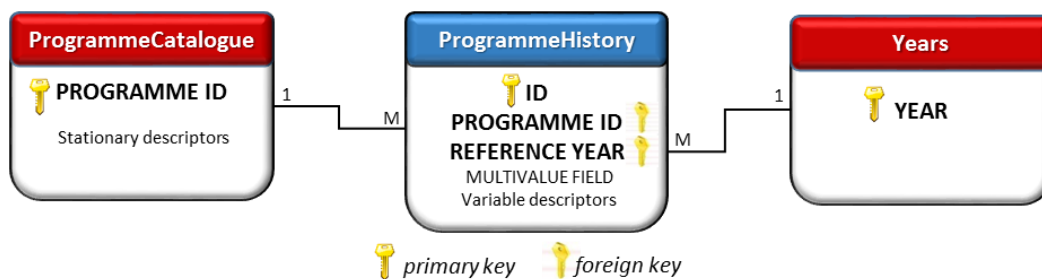 ProgrammeCatalogue
PROGRAMME ID
Stationary descriptors
1
M
ProgrammeHistory
ID
PROGRAMME ID
REFERENCE YEAR
MULTIVALUE FIELD
Variable descriptors
M
1
Years
YEAR
primary key
foreign key